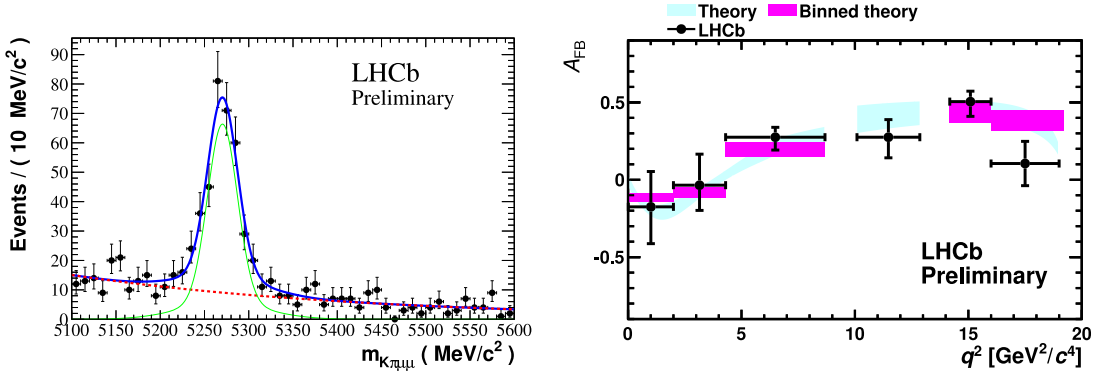 Events / ( 10 MeV/c²)
90
80
70
60
50
40
30
20
10
0
LHCb
Preliminary
5100 5150 5200 5250 5300 5350 5400 5450 5500 5550 5600
m_Kπμμ ( MeV/c²)
Theory Binned theory
LHCb
A_FB
0.5
0
-0.5
LHCb
Preliminary
0 5 10 15 20
q² [GeV²/c⁴]